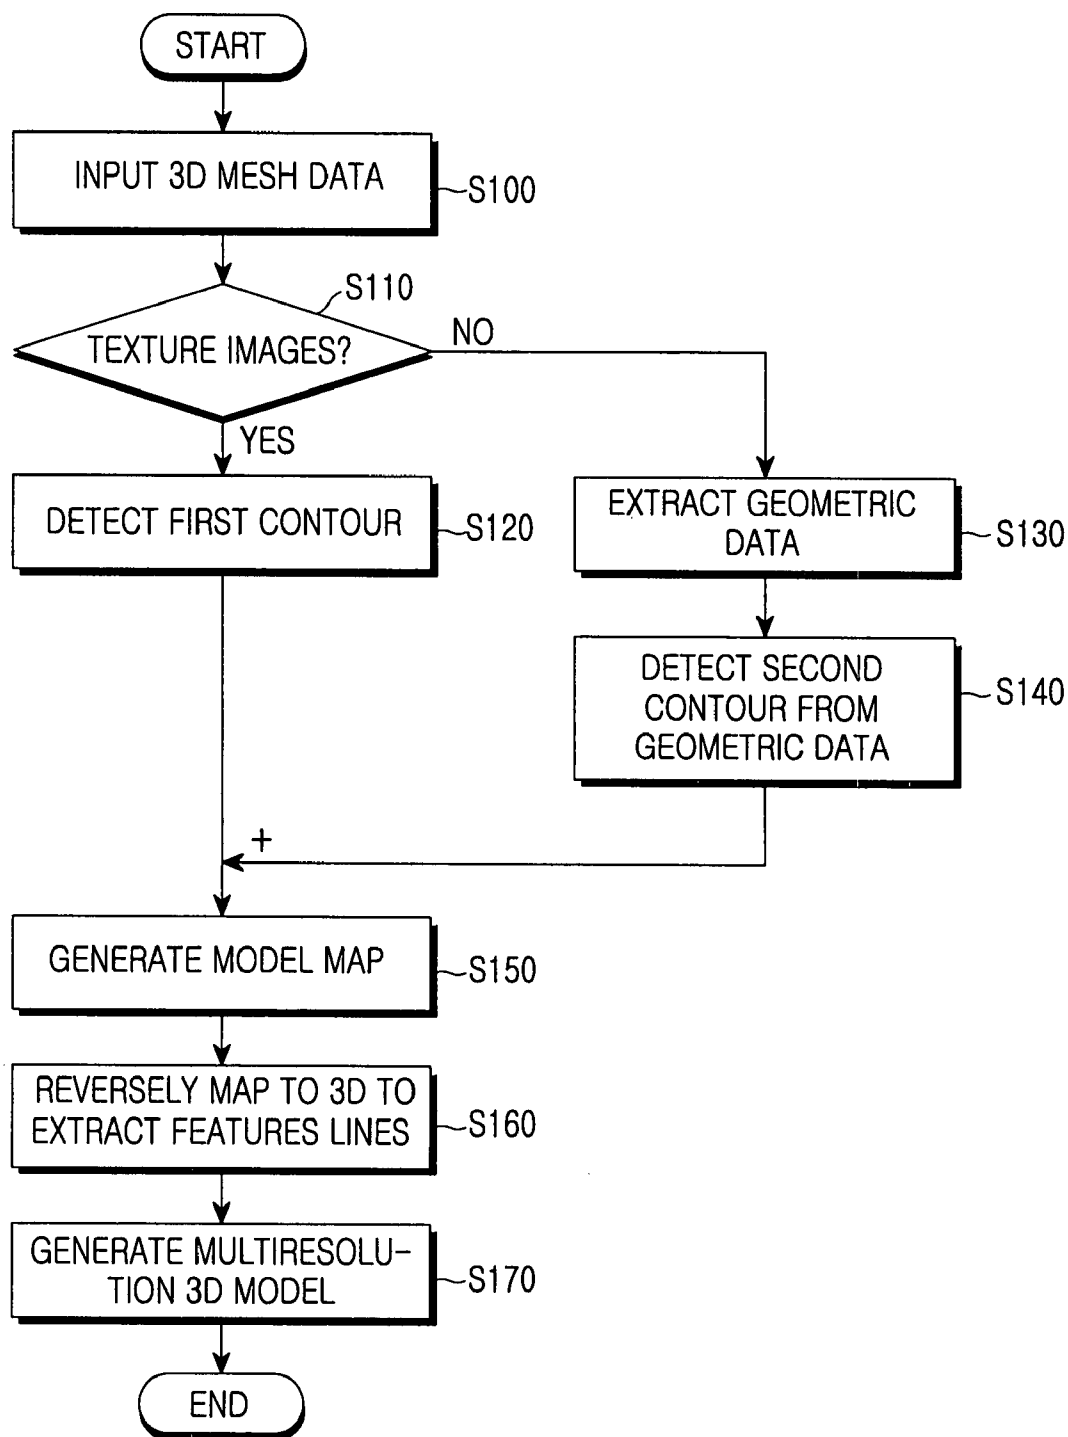 START
INPUT 3D MESH DATA
S100
S110
TEXTURE IMAGES?
NO
YES
DETECT FIRST CONTOUR
S120
EXTRACT GEOMETRIC
DATA
S130
DETECT SECOND
CONTOUR FROM
GEOMETRIC DATA
S140
+
GENERATE MODEL MAP
S150
REVERSELY MAP TO 3D TO
EXTRACT FEATURES LINES
S160
GENERATE MULTIRESOLU-
TION 3D MODEL
S170
END